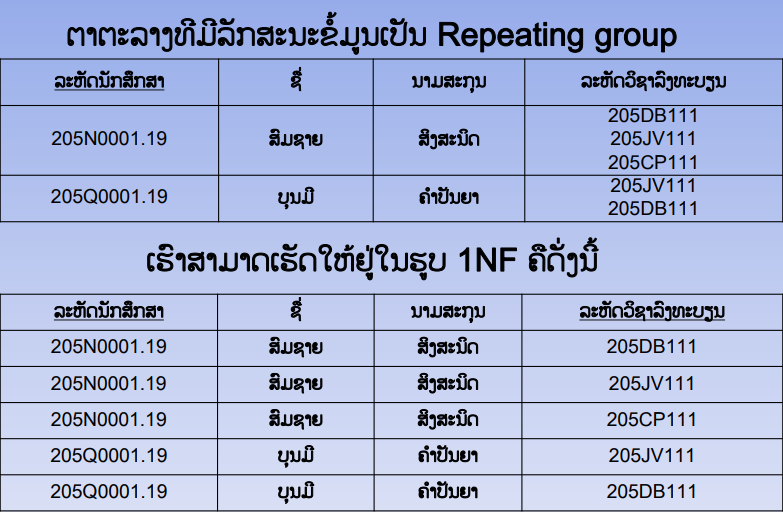 ຕາຕະລາງທີ່ມີລັກສະນະຂໍ້ມູນເປັນ Repeating group
ລະຫັດນັກສຶກສາ ຊື່ ນາມສະກຸນ ລະຫັດວິຊາລົງທະບຽນ
205N0001.19 ສົມຊາຍ ສິງສະນິດ 205DB111
205JV111
205CP111
205Q0001.19 ບຸນມີ ຄຳປັນຍາ 205JV111
205DB111
ເຮົາສາມາດເຮັດໃຫ້ຢູ່ໃນຮູບ 1NF ຄືດັ່ງນີ້
ລະຫັດນັກສຶກສາ ຊື່ ນາມສະກຸນ ລະຫັດວິຊາລົງທະບຽນ
205N0001.19 ສົມຊາຍ ສິງສະນິດ 205DB111
205N0001.19 ສົມຊາຍ ສິງສະນິດ 205JV111
205N0001.19 ສົມຊາຍ ສິງສະນິດ 205CP111
205Q0001.19 ບຸນມີ ຄຳປັນຍາ 205JV111
205Q0001.19 ບຸນມີ ຄຳປັນຍາ 205DB111